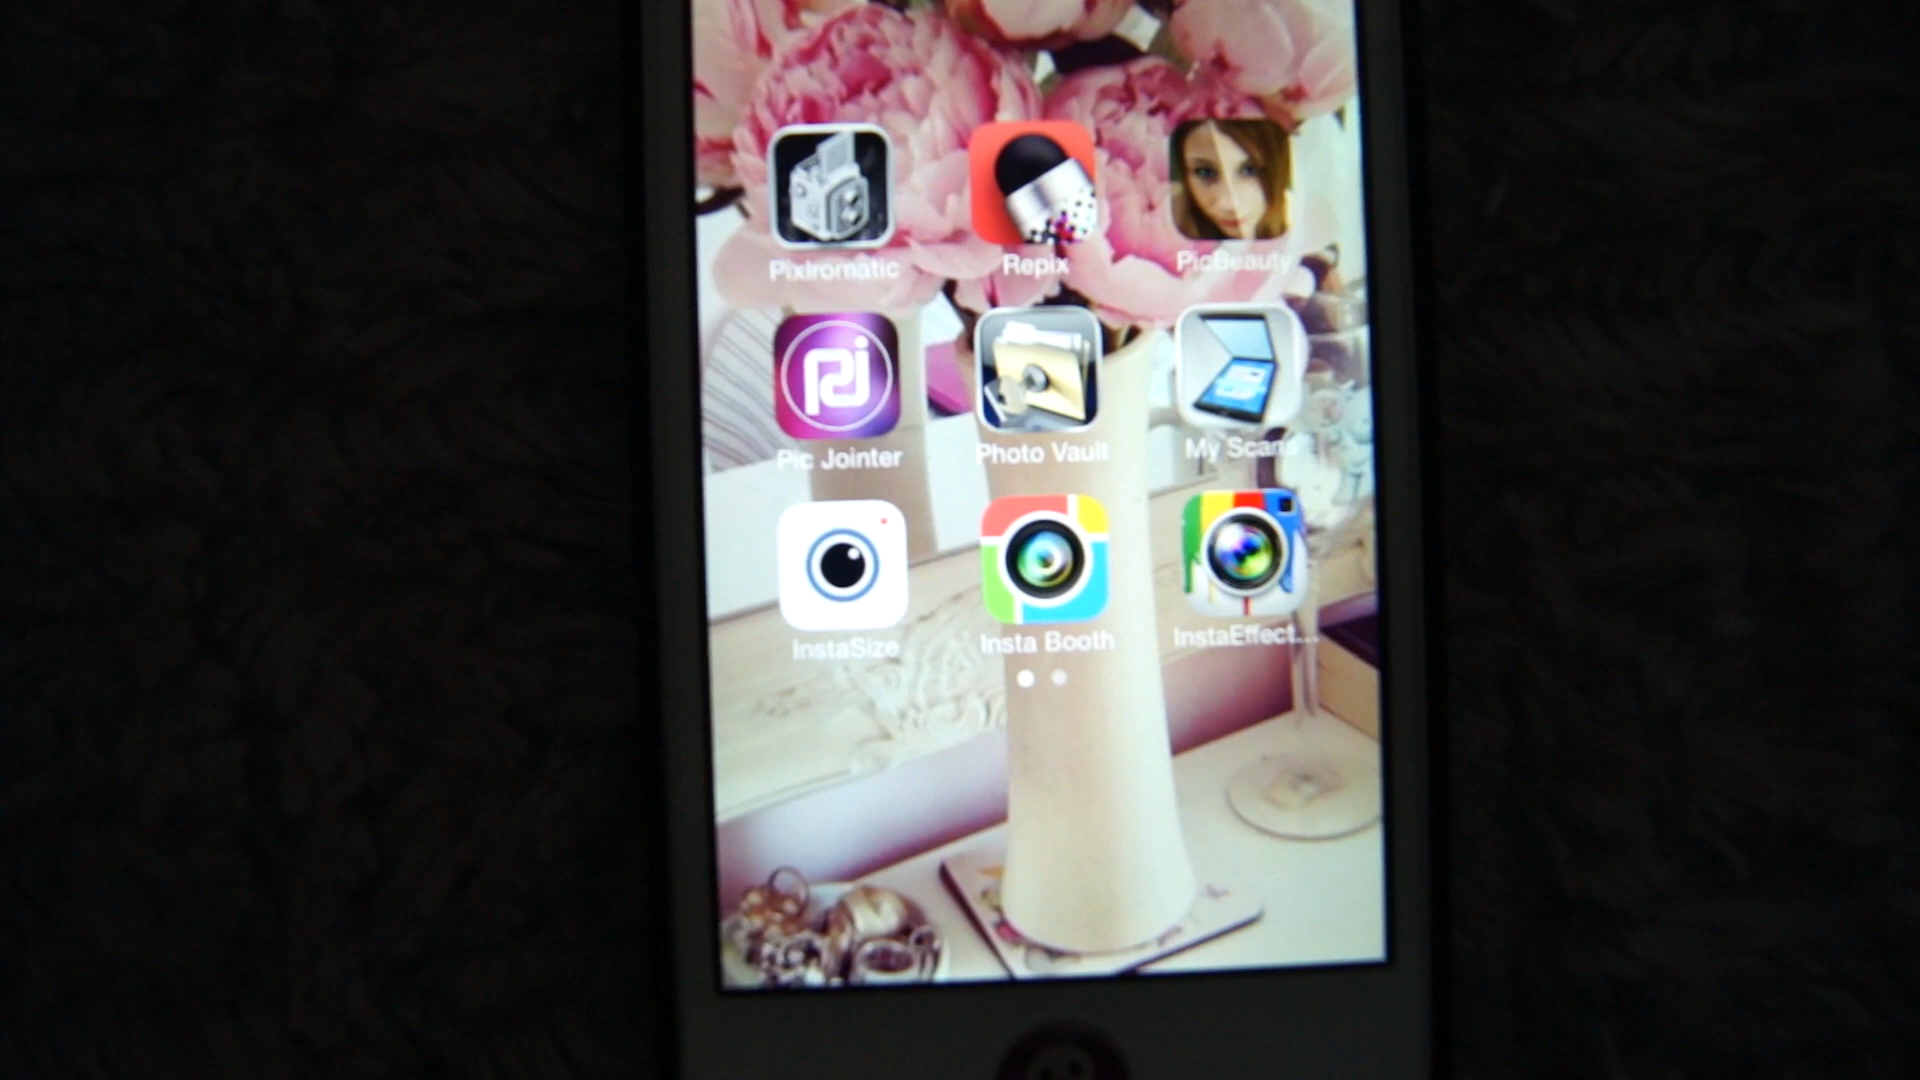 Pixlromatic Repix PicBeauty
Pic Jointer Photo Vault My Scans
InstaSize Insta Booth InstaEffect...